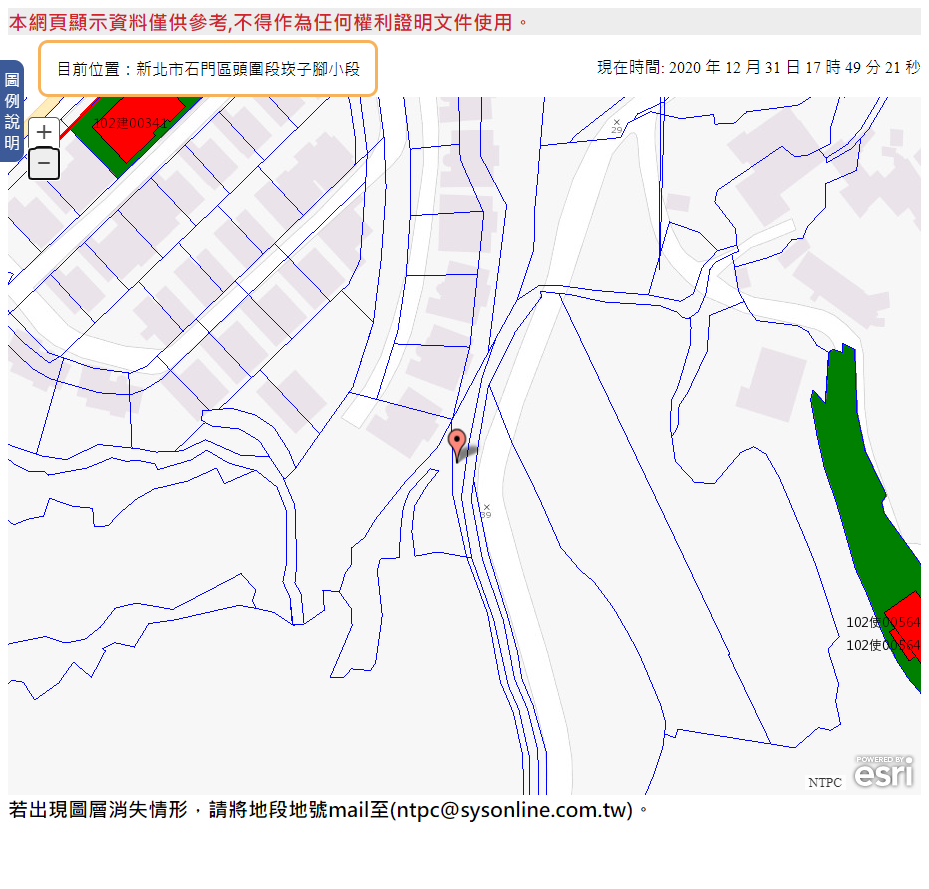 本網頁顯示資料僅供參考,不得作為任何權利證明文件使用。
目前位置：新北市石門區頭圍段崁子腳小段
現在時間: 2020 年 12 月 31 日 17 時 49 分 21 秒
圖例說明
+
−
102建00341
29
39
102使00564
102使00564
NTPC
POWERED BY
esri
若出現圖層消失情形，請將地段地號mail至(ntpc@sysonline.com.tw)。